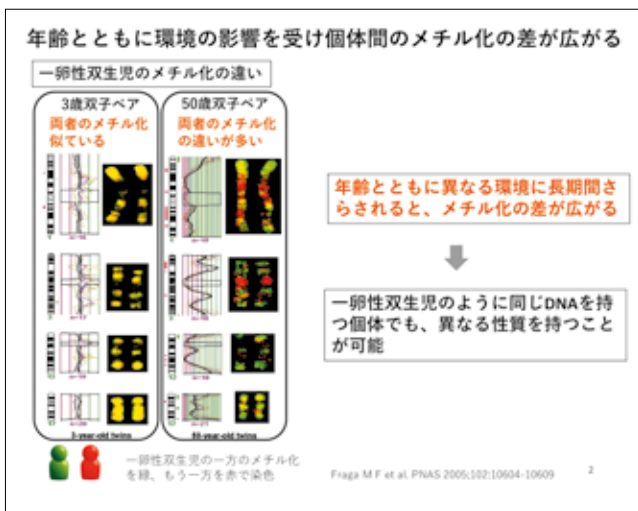 年齢とともに環境の影響を受け個体間のメチル化の差が広がる
一卵性双生児のメチル化の違い
3歳双子ペア
両者のメチル化
似ている
50歳双子ペア
両者のメチル化
の違いが多い
3-year-old twins
50-year-old twins
年齢とともに異なる環境に長期間さ
らされると、メチル化の差が広がる
一卵性双生児のように同じDNAを持
つ個体でも、異なる性質を持つこと
が可能
一卵性双生児の一方のメチル化
を緑、もう一方を赤で染色
Fraga M F et al. PNAS 2005;102:10604-10609
2